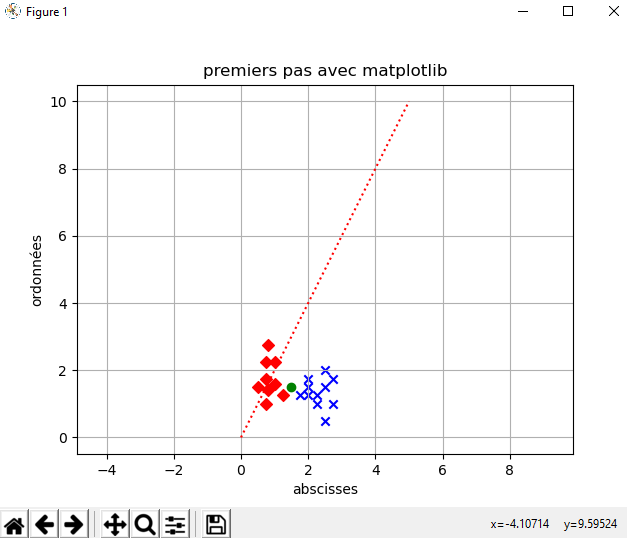 Figure 1
premiers pas avec matplotlib
10
8
6
4
2
0
ordonnées
−4 −2 0 2 4 6 8
abscisses
x=-4.10714 y=9.59524